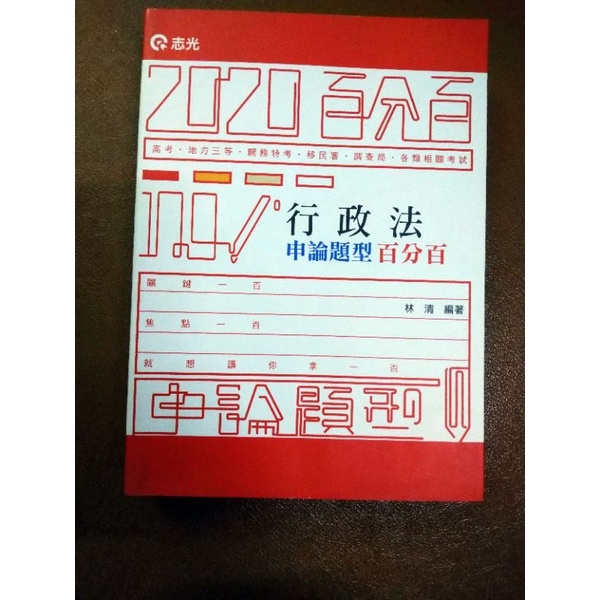 志光
2020 百分百
高考・地方三等・關務特考・移民署・調查局・各類相關考試
100%
行政法
申論題型百分百
關鍵一百
林清 編著
焦點一百
就想讓你拿一百
申論題型